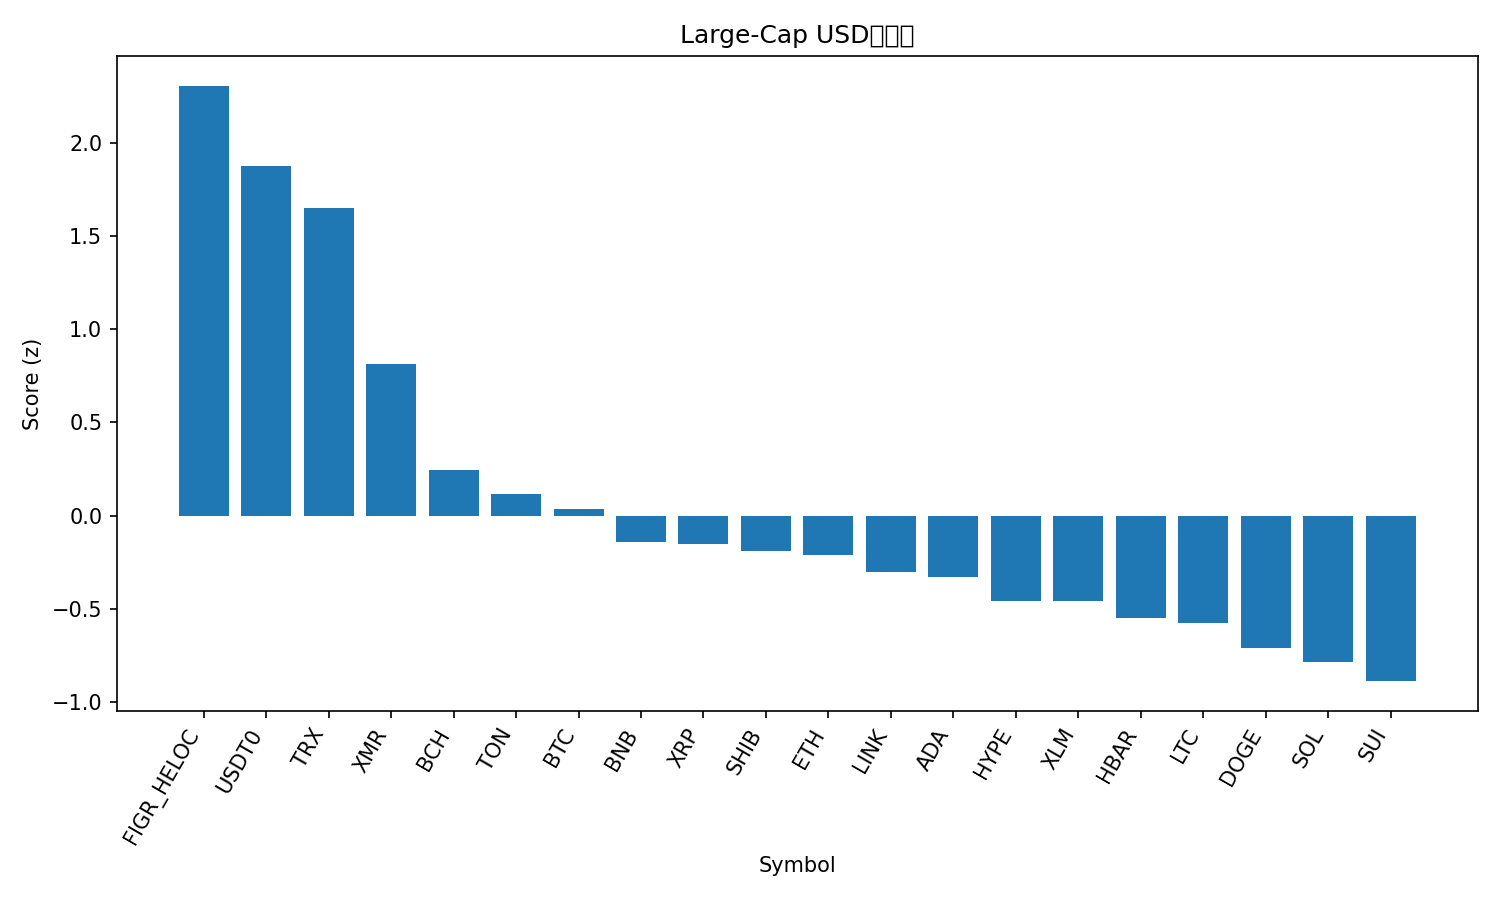 Large-Cap USD
Score (z)
2.0
1.5
1.0
0.5
0.0
−0.5
−1.0
FIGR_HELOC
USDT0
TRX
XMR
BCH
TON
BTC
BNB
XRP
SHIB
ETH
LINK
ADA
HYPE
XLM
HBAR
LTC
DOGE
SOL
SUI
Symbol